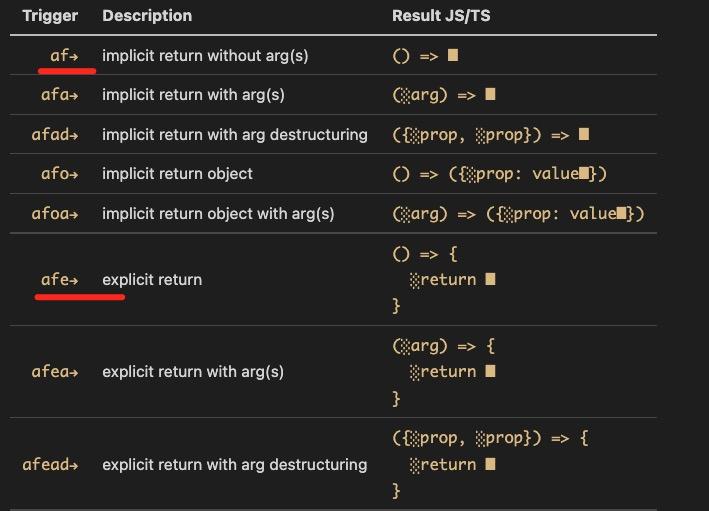 Trigger Description Result JS/TS
af→ implicit return without arg(s) () => ■
afa→ implicit return with arg(s) (░arg) => ■
afad→ implicit return with arg destructuring ({░prop, ░prop}) => ■
afo→ implicit return object () => ({░prop: value■})
afoa→ implicit return object with arg(s) (░arg) => ({░prop: value■})
() => {
afe→ explicit return ░return ■
}
(░arg) => {
afea→ explicit return with arg(s) ░return ■
}
({░prop, ░prop}) => {
afead→ explicit return with arg destructuring ░return ■
}